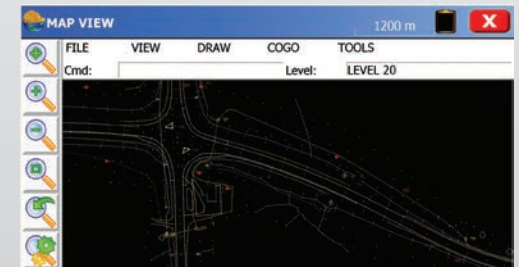 MAP VIEW
1200 m
X
FILE VIEW DRAW COGO TOOLS
Cmd: Level: LEVEL 20